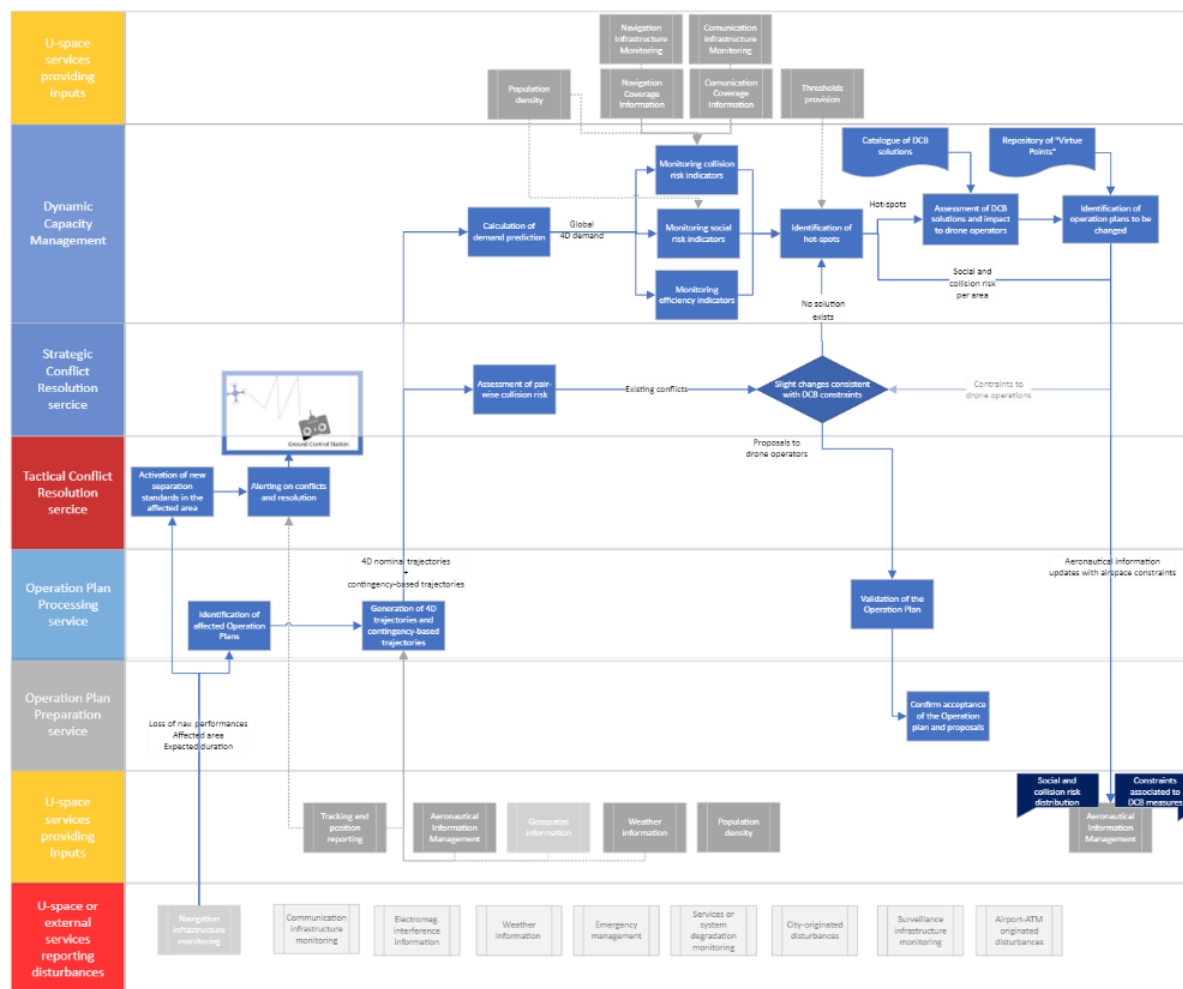 U-space
services
providing
inputs
Navigation
Infrastructure
Monitoring
Comunication
Infrastructure
Monitoring
Population
density
Navigation
Coverage
Information
Comunication
Coverage
Information
Thresholds
provision
Dynamic
Capacity
Management
Catalogue of DCB
solutions
Repository of "Virtue
Points"
Monitoring collision
risk indicators
Calculation of
demand prediction
Global
4D demand
Monitoring social
risk indicators
Identification of
hot-spots
Hot-spots
Assessment of DCB
solutions and impact
to drone operators
Identification of
operation plans to be
changed
Monitoring
efficiency indicators
Social and
collision risk
per area
No solution
exists
Strategic
Conflict
Resolution
sercice
Assessment of pair-
wise collision risk
Existing conflicts
Slight changes consistent
with DCB constraints
Contraints to
drone operations
Ground Control Station
Proposals to
drone operators
Tactical Conflict
Resolution
sercice
Activation of new
separation
standards in the
affected area
Alerting on conflicts
and resolution
4D nominal trajectories
+
contingency-based trajectories
Aeronautical information
updates with airspace constraints
Operation Plan
Processing
service
Identification of
affected Operation
Plans
Generation of 4D
trajectories and
contingency-based
trajectories
Validation of the
Operation Plan
Operation Plan
Preparation
service
Loss of nav. performances
Affected area
Expected duration
Confirm acceptance
of the Operation
plan and proposals
U-space
services
providing
inputs
Tracking and
position
reporting
Aeronautical
Information
Management
Geospatial
information
Weather
information
Population
density
Social and
collision risk
distribution
Constraints
associated to
DCB measures
Aeronautical
Information
Management
U-space or
external
services
reporting
disturbances
Navigation
infrastructure
monitoring
Communication
infrastructure
monitoring
Electromag.
interference
information
Weather
information
Emergency
management
Services or
system
degradation
monitoring
City-originated
disturbances
Surveillance
infrastructure
monitoring
Airport-ATM
originated
disturbances